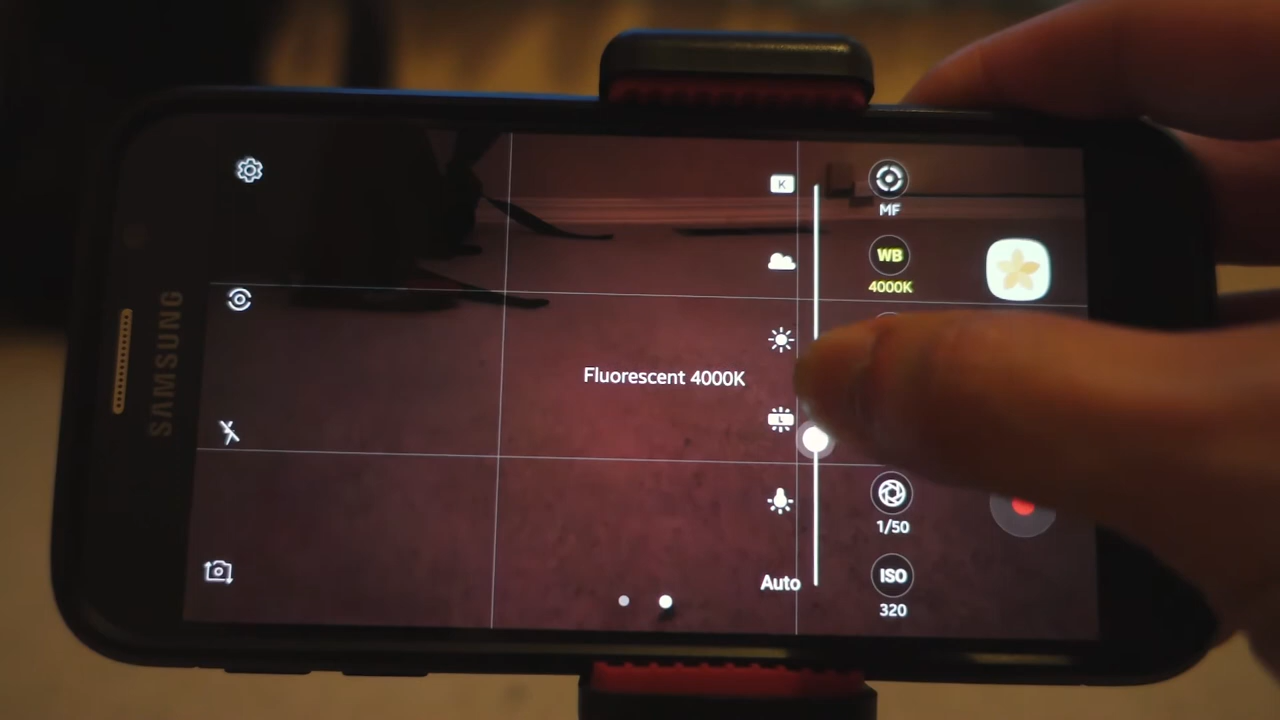 SAMSUNG
K
MF
WB
4000K
Fluorescent 4000K
L
1/50
Auto
ISO
320